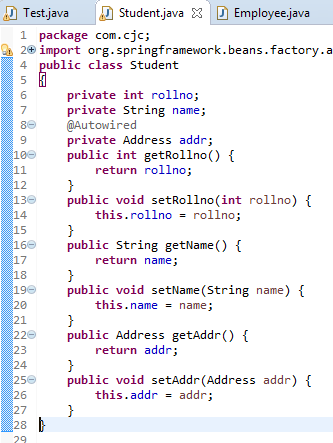 Test.java Student.java Employee.java
1 package com.cjc;
2 import org.springframework.beans.factory.a
4 public class Student
5 {
6 private int rollno;
7 private String name;
8 @Autowired
9 private Address addr;
10 public int getRollno() {
11 return rollno;
12 }
13 public void setRollno(int rollno) {
14 this.rollno = rollno;
15 }
16 public String getName() {
17 return name;
18 }
19 public void setName(String name) {
20 this.name = name;
21 }
22 public Address getAddr() {
23 return addr;
24 }
25 public void setAddr(Address addr) {
26 this.addr = addr;
27 }
28 }